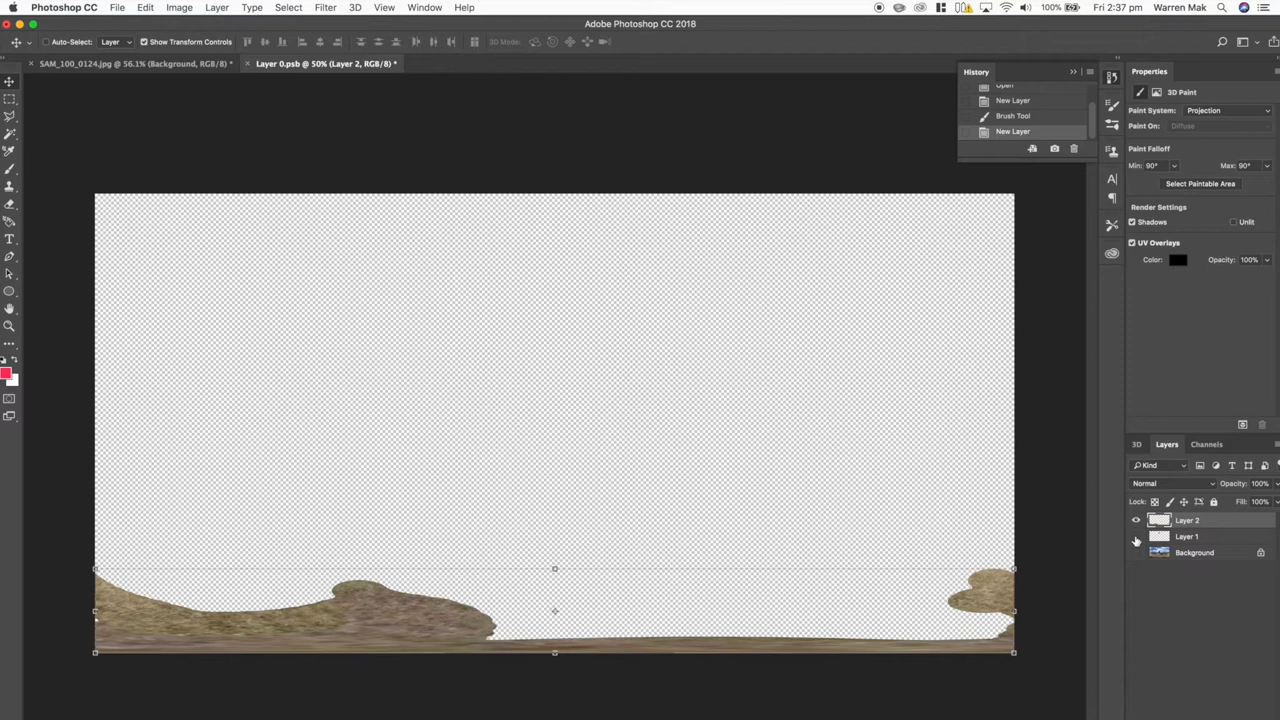 Photoshop CC File Edit Image Layer Type Select Filter 3D View Window Help 100% Fri 2:37pm Warren Mak
Adobe Photoshop CC 2018
Auto-Select: Layer Show Transform Controls 3D Mode:
SAM_100_0124.jpg @ 56.1% (Background, RGB/8) * Layer 0.psb @ 50% (Layer 2, RGB/8) *
History
Open
New Layer
Brush Tool
New Layer
Properties
3D Paint
Paint System: Projection
Paint On: Diffuse
Paint Falloff
Min: 90° Max: 90°
Select Paintable Area
Render Settings
Shadows Unlit
UV Overlays
Color: Opacity: 100%
3D Layers Channels
Kind
Normal Opacity: 100%
Lock: Fill: 100%
Layer 2
Layer 1
Background